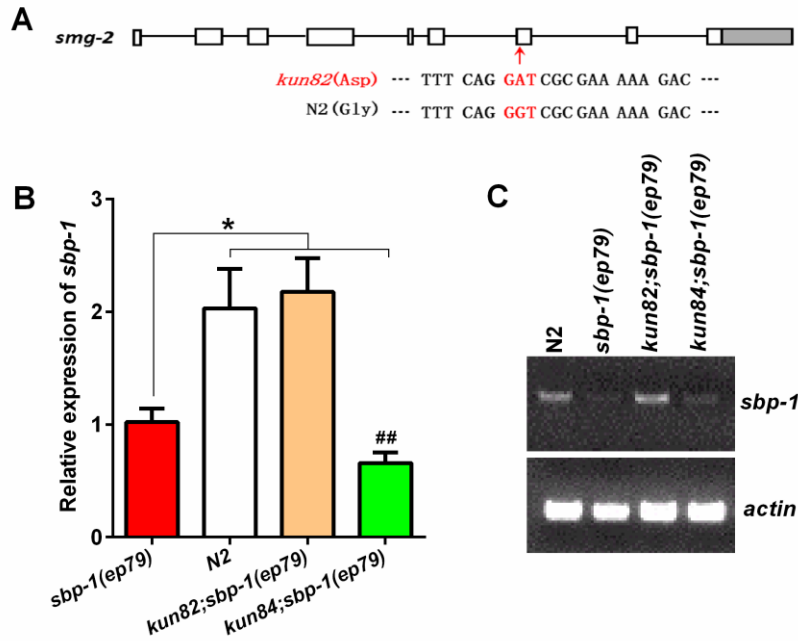 A
smg-2
kun82(Asp) --- TTT CAG GAT CGC GAA AAA GAC ---
N2(Gly) --- TTT CAG GGT CGC GAA AAA GAC ---
B
Relative expression of sbp-1
3
2
1
0
*
##
sbp-1(ep79)
N2
kun82;sbp-1(ep79)
kun84;sbp-1(ep79)
C
N2
sbp-1(ep79)
kun82;sbp-1(ep79)
kun84;sbp-1(ep79)
sbp-1
actin